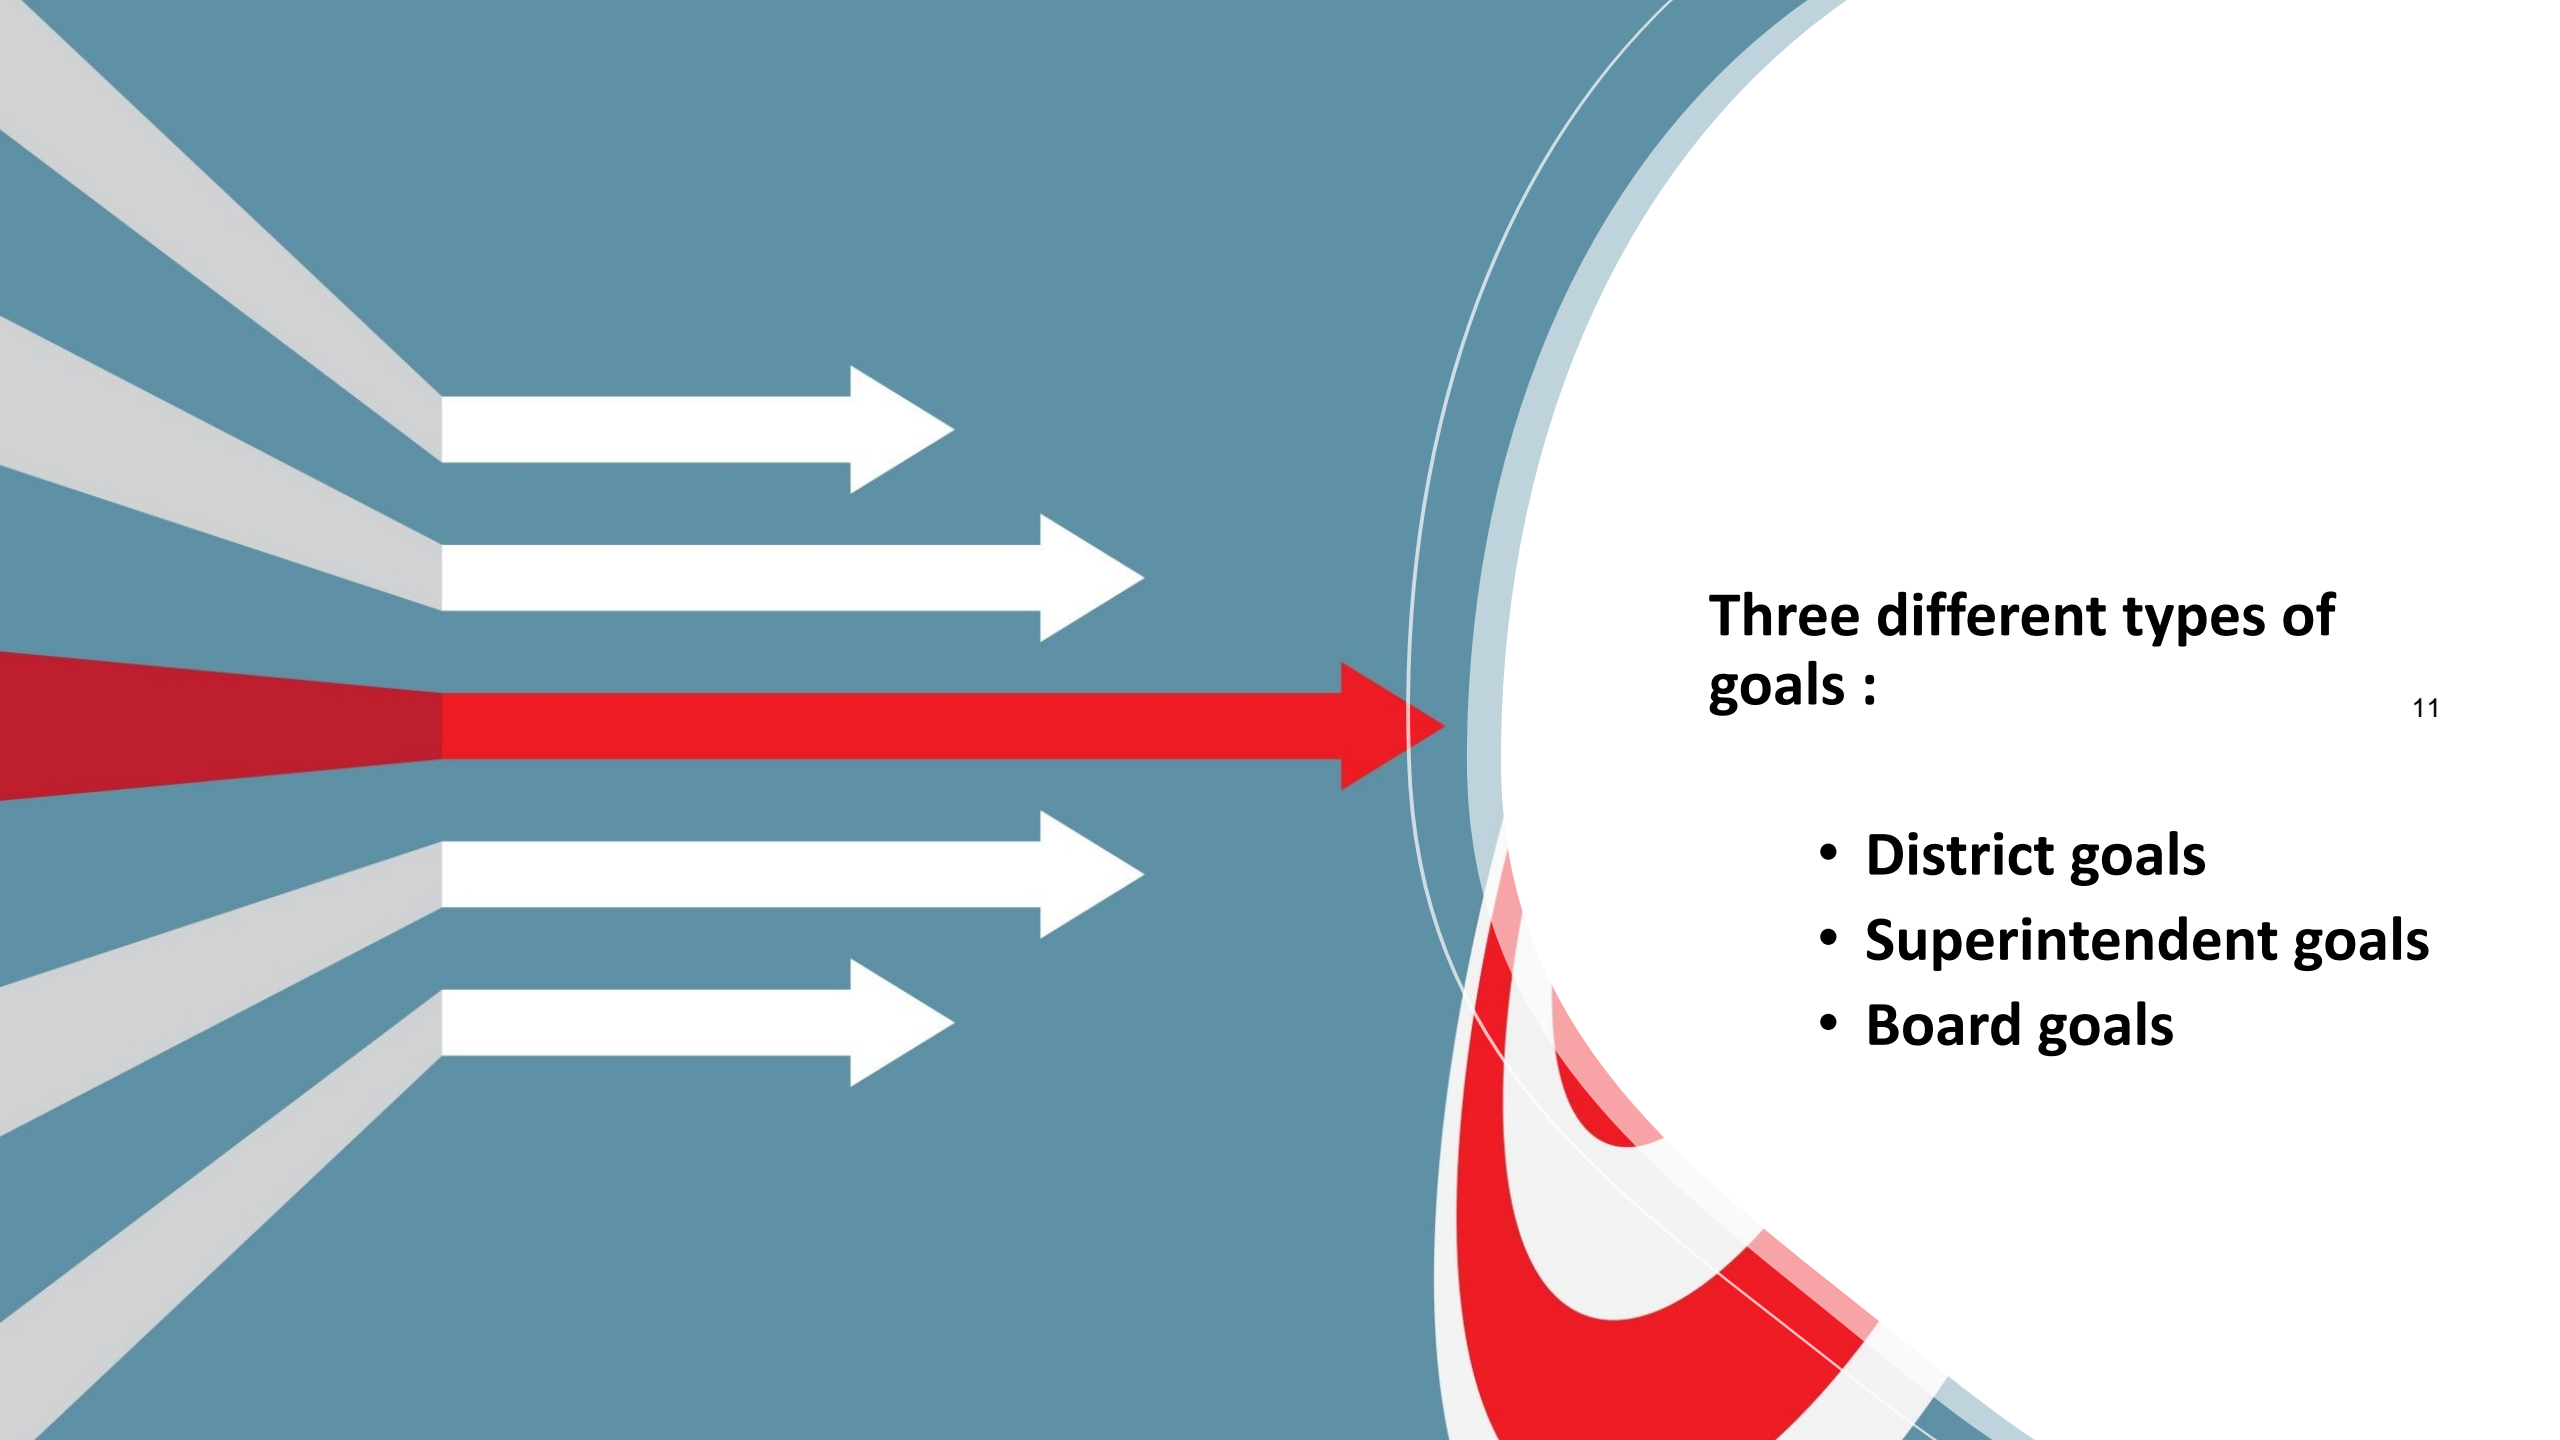 Three different types of
goals :
11
• District goals
• Superintendent goals
• Board goals